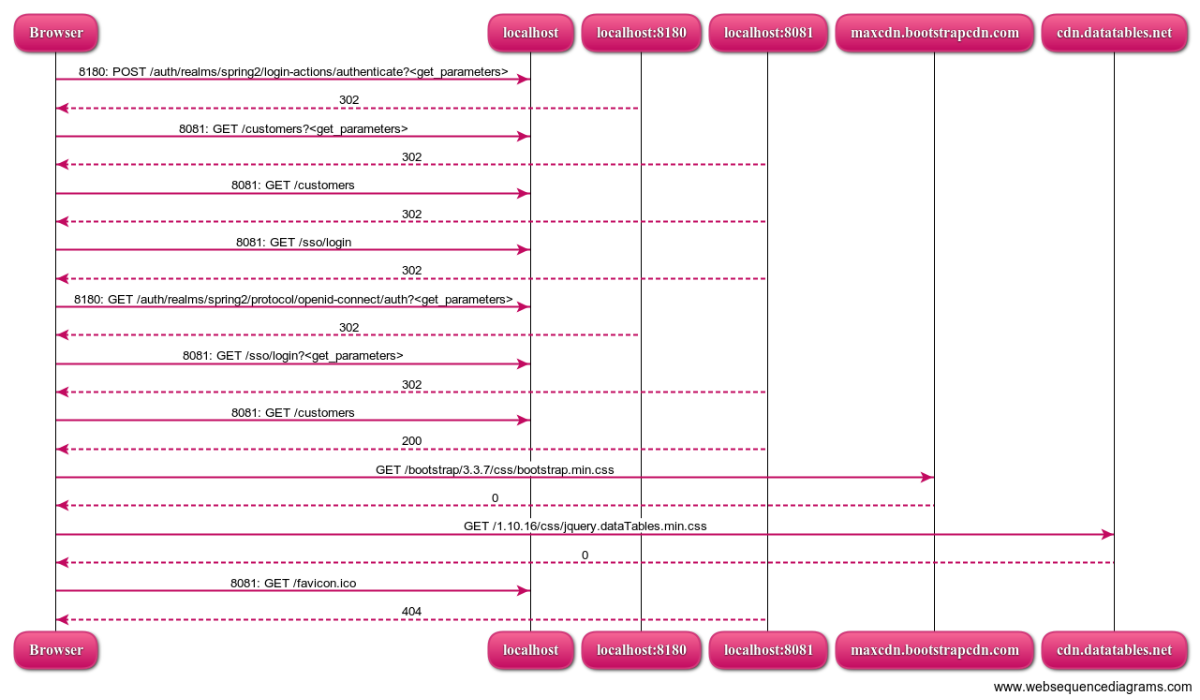 Browser localhost localhost:8180 localhost:8081 maxcdn.bootstrapcdn.com cdn.datatables.net
8180: POST /auth/realms/spring2/login-actions/authenticate?<get_parameters>
302
8081: GET /customers?<get_parameters>
302
8081: GET /customers
302
8081: GET /sso/login
302
8180: GET /auth/realms/spring2/protocol/openid-connect/auth?<get_parameters>
302
8081: GET /sso/login?<get_parameters>
302
8081: GET /customers
200
GET /bootstrap/3.3.7/css/bootstrap.min.css
0
GET /1.10.16/css/jquery.dataTables.min.css
0
8081: GET /favicon.ico
404
Browser localhost localhost:8180 localhost:8081 maxcdn.bootstrapcdn.com cdn.datatables.net
www.websequencediagrams.com